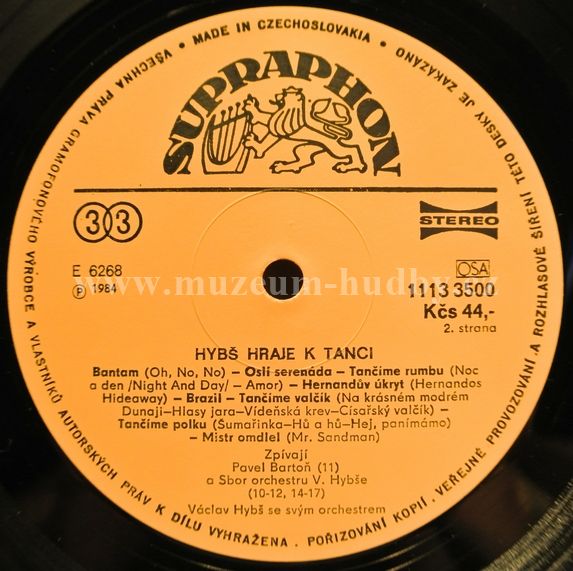 VŠECHNA PRÁVA GRAMOFONOVÉHO VÝROBCE A VLASTNÍKŮ AUTORSKÝCH PRÁV K DÍLU VYHRAŽENA . POŘIZOVÁNÍ KOPIÍ . VEŘEJNÉ PROVOZOVÁNÍ A ROZHLASOVÉ ŠÍŘENÍ TÉTO DESKY JE ZAKÁZÁNO
• MADE IN CZECHOSLOVAKIA •
SUPRAPHON
33
STEREO
E 6268
OSA
Ⓟ 1984
1113 3500
www.muzeum-hudby.cz
Kčs 44,-
2. strana
HYBŠ HRAJE K TANCI
Bantam (Oh, No, No) – Oslí serenáda – Tančíme rumbu (Noc
a den /Night And Day/ – Amor) – Hernandův úkryt (Hernandos
Hideaway) – Brazil – Tančíme valčík (Na krásném modrém
Dunaji–Hlasy jara–Vídeňská krev–Císařský valčík) –
Tančíme polku (Šumařinka–Hů a hů–Hej, panímámo)
– Mistr omdlel (Mr. Sandman)
Zpívají
Pavel Bartoň (11)
a Sbor orchestru V. Hybše
(10-12, 14-17)
Václav Hybš se svým orchestrem